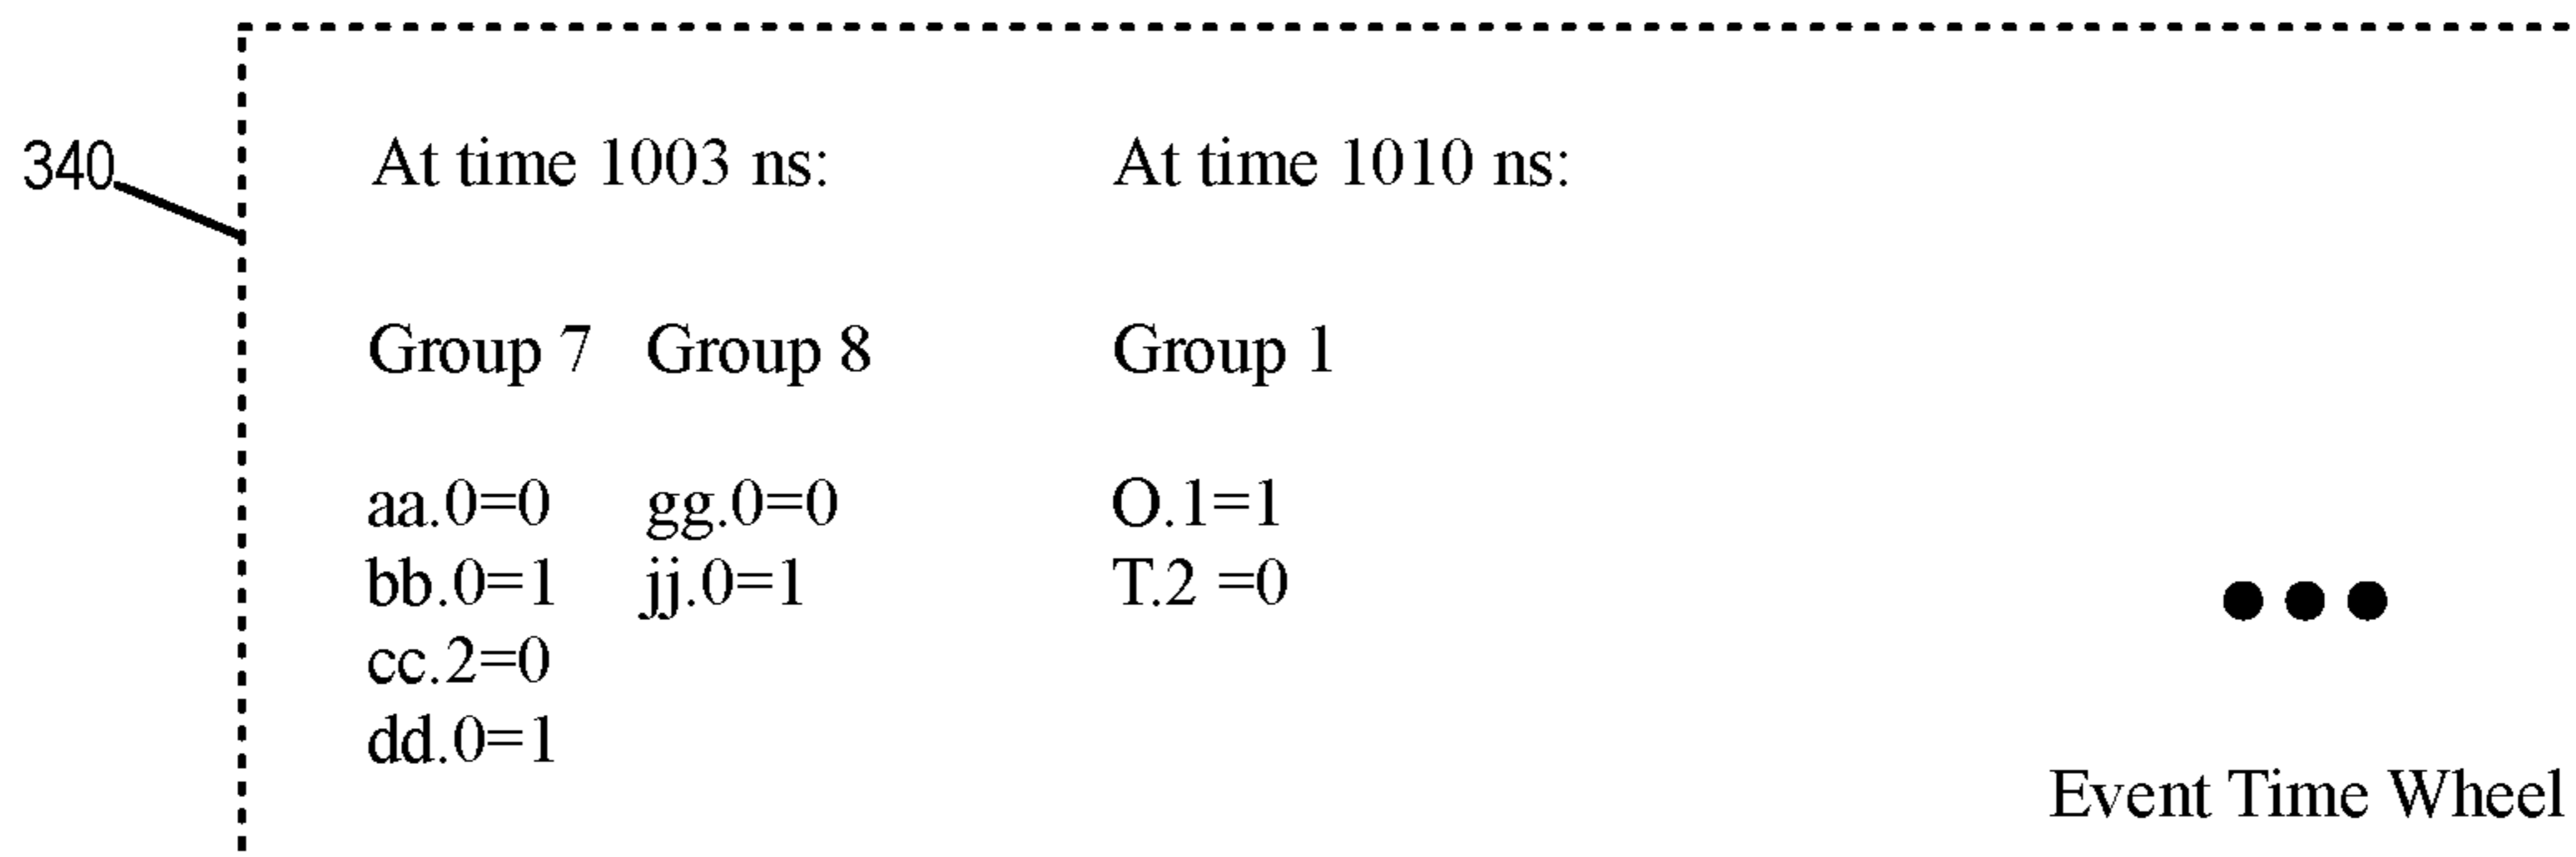 340
At time 1003 ns: At time 1010 ns:
Group 7 Group 8 Group 1
aa.0=0 gg.0=0 O.1=1
bb.0=1 jj.0=1 T.2 =0
cc.2=0
dd.0=1
Event Time Wheel